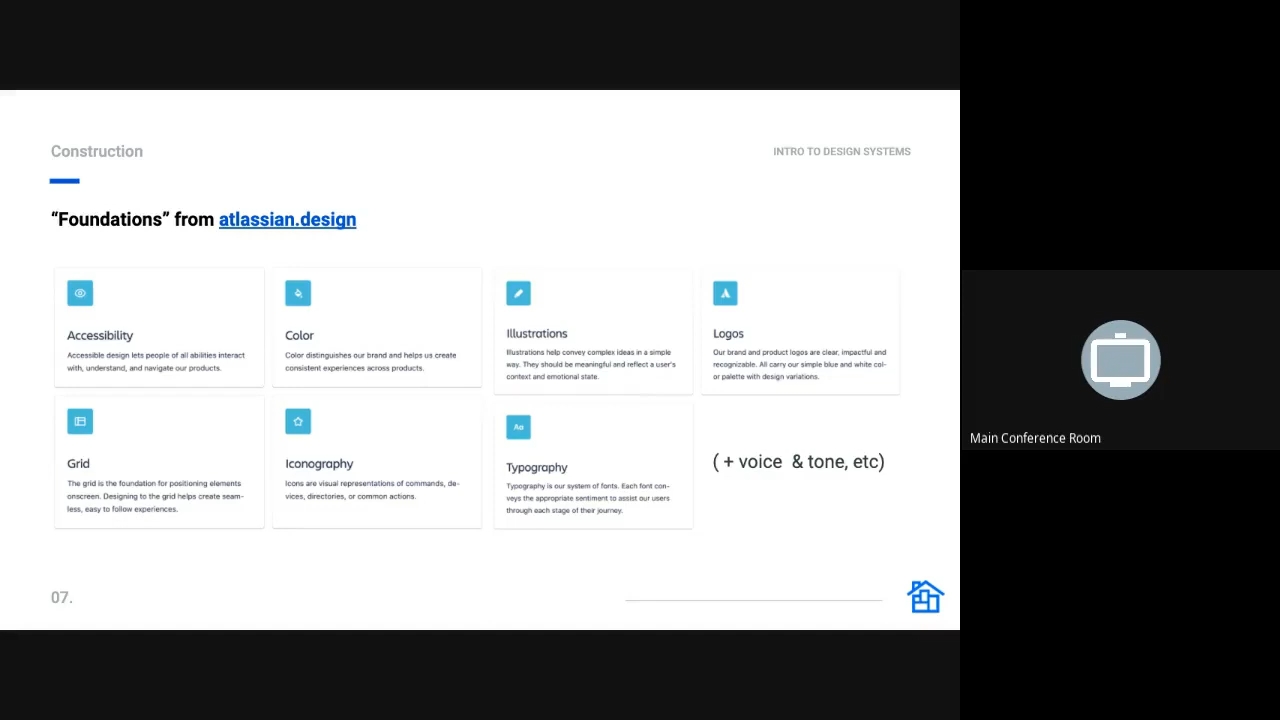 Construction
INTRO TO DESIGN SYSTEMS
“Foundations” from atlassian.design
Accessibility
Accessible design lets people of all abilities interact
with, understand, and navigate our products.
Color
Color distinguishes our brand and helps us create
consistent experiences across products.
Illustrations
Illustrations help convey complex ideas in a simple
way. They should be meaningful and reflect a user's
context and emotional state.
Logos
Our brand and product logos are clear, impactful and
recognizable. All carry our simple blue and white col-
or palette with design variations.
Grid
The grid is the foundation for positioning elements
onscreen. Designing to the grid helps create seam-
less, easy to follow experiences.
Iconography
Icons are visual representations of commands, de-
vices, directories, or common actions.
Aa
Typography
Typography is our system of fonts. Each font con-
veys the appropriate sentiment to assist our users
through each stage of their journey.
( + voice & tone, etc)
07.
Main Conference Room